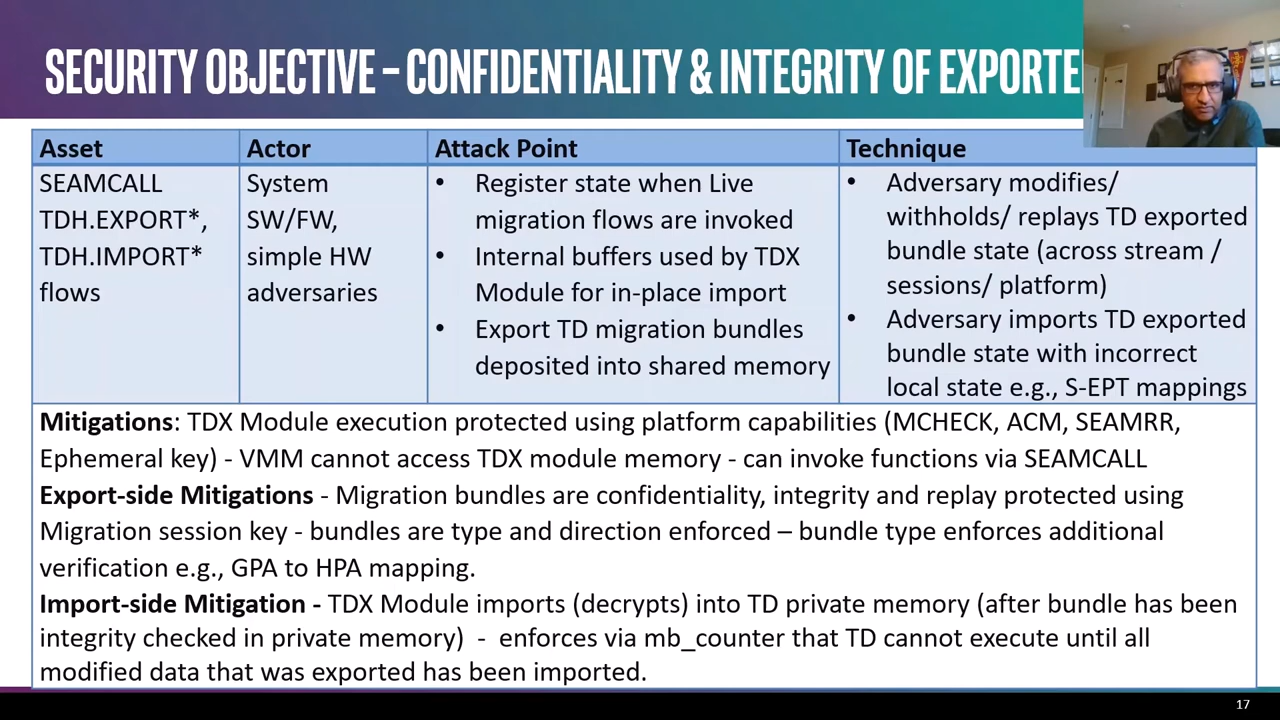 SECURITY OBJECTIVE – CONFIDENTIALITY & INTEGRITY OF
Asset
Actor
Attack Point
Technique
SEAMCALL
TDH.EXPORT*,
TDH.IMPORT*
flows
System
SW/FW,
simple HW
adversaries
• Register state when Live
migration flows are invoked
• Internal buffers used by TDX
Module for in-place import
• Export TD migration bundles
deposited into shared memory
• Adversary modifies/
withholds/ replays TD exported
bundle state (across stream /
sessions/ platform)
• Adversary imports TD exported
bundle state with incorrect
local state e.g., S-EPT mappings
Mitigations: TDX Module execution protected using platform capabilities (MCHECK, ACM, SEAMRR,
Ephemeral key) - VMM cannot access TDX module memory - can invoke functions via SEAMCALL
Export-side Mitigations - Migration bundles are confidentiality, integrity and replay protected using
Migration session key - bundles are type and direction enforced – bundle type enforces additional
verification e.g., GPA to HPA mapping.
Import-side Mitigation - TDX Module imports (decrypts) into TD private memory (after bundle has been
integrity checked in private memory) - enforces via mb_counter that TD cannot execute until all
modified data that was exported has been imported.
17